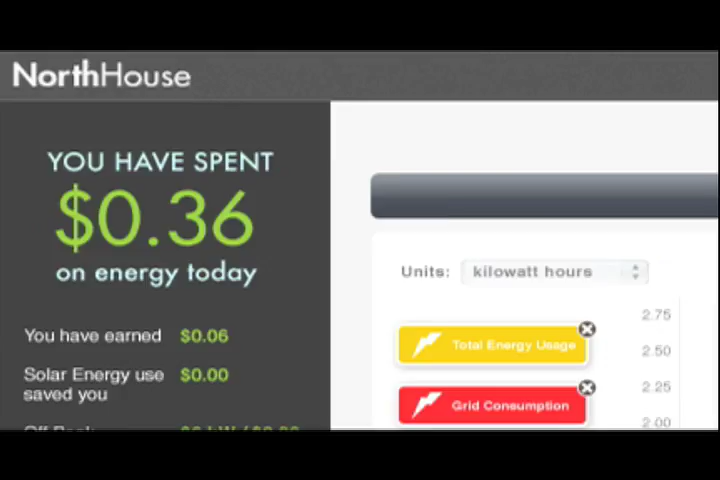 NorthHouse
YOU HAVE SPENT
$0.36
on energy today
You have earned $0.06
Solar Energy use $0.00
saved you
Units: kilowatt hours
Total Energy Usage
Grid Consumption
2.75
2.50
2.25
2.00